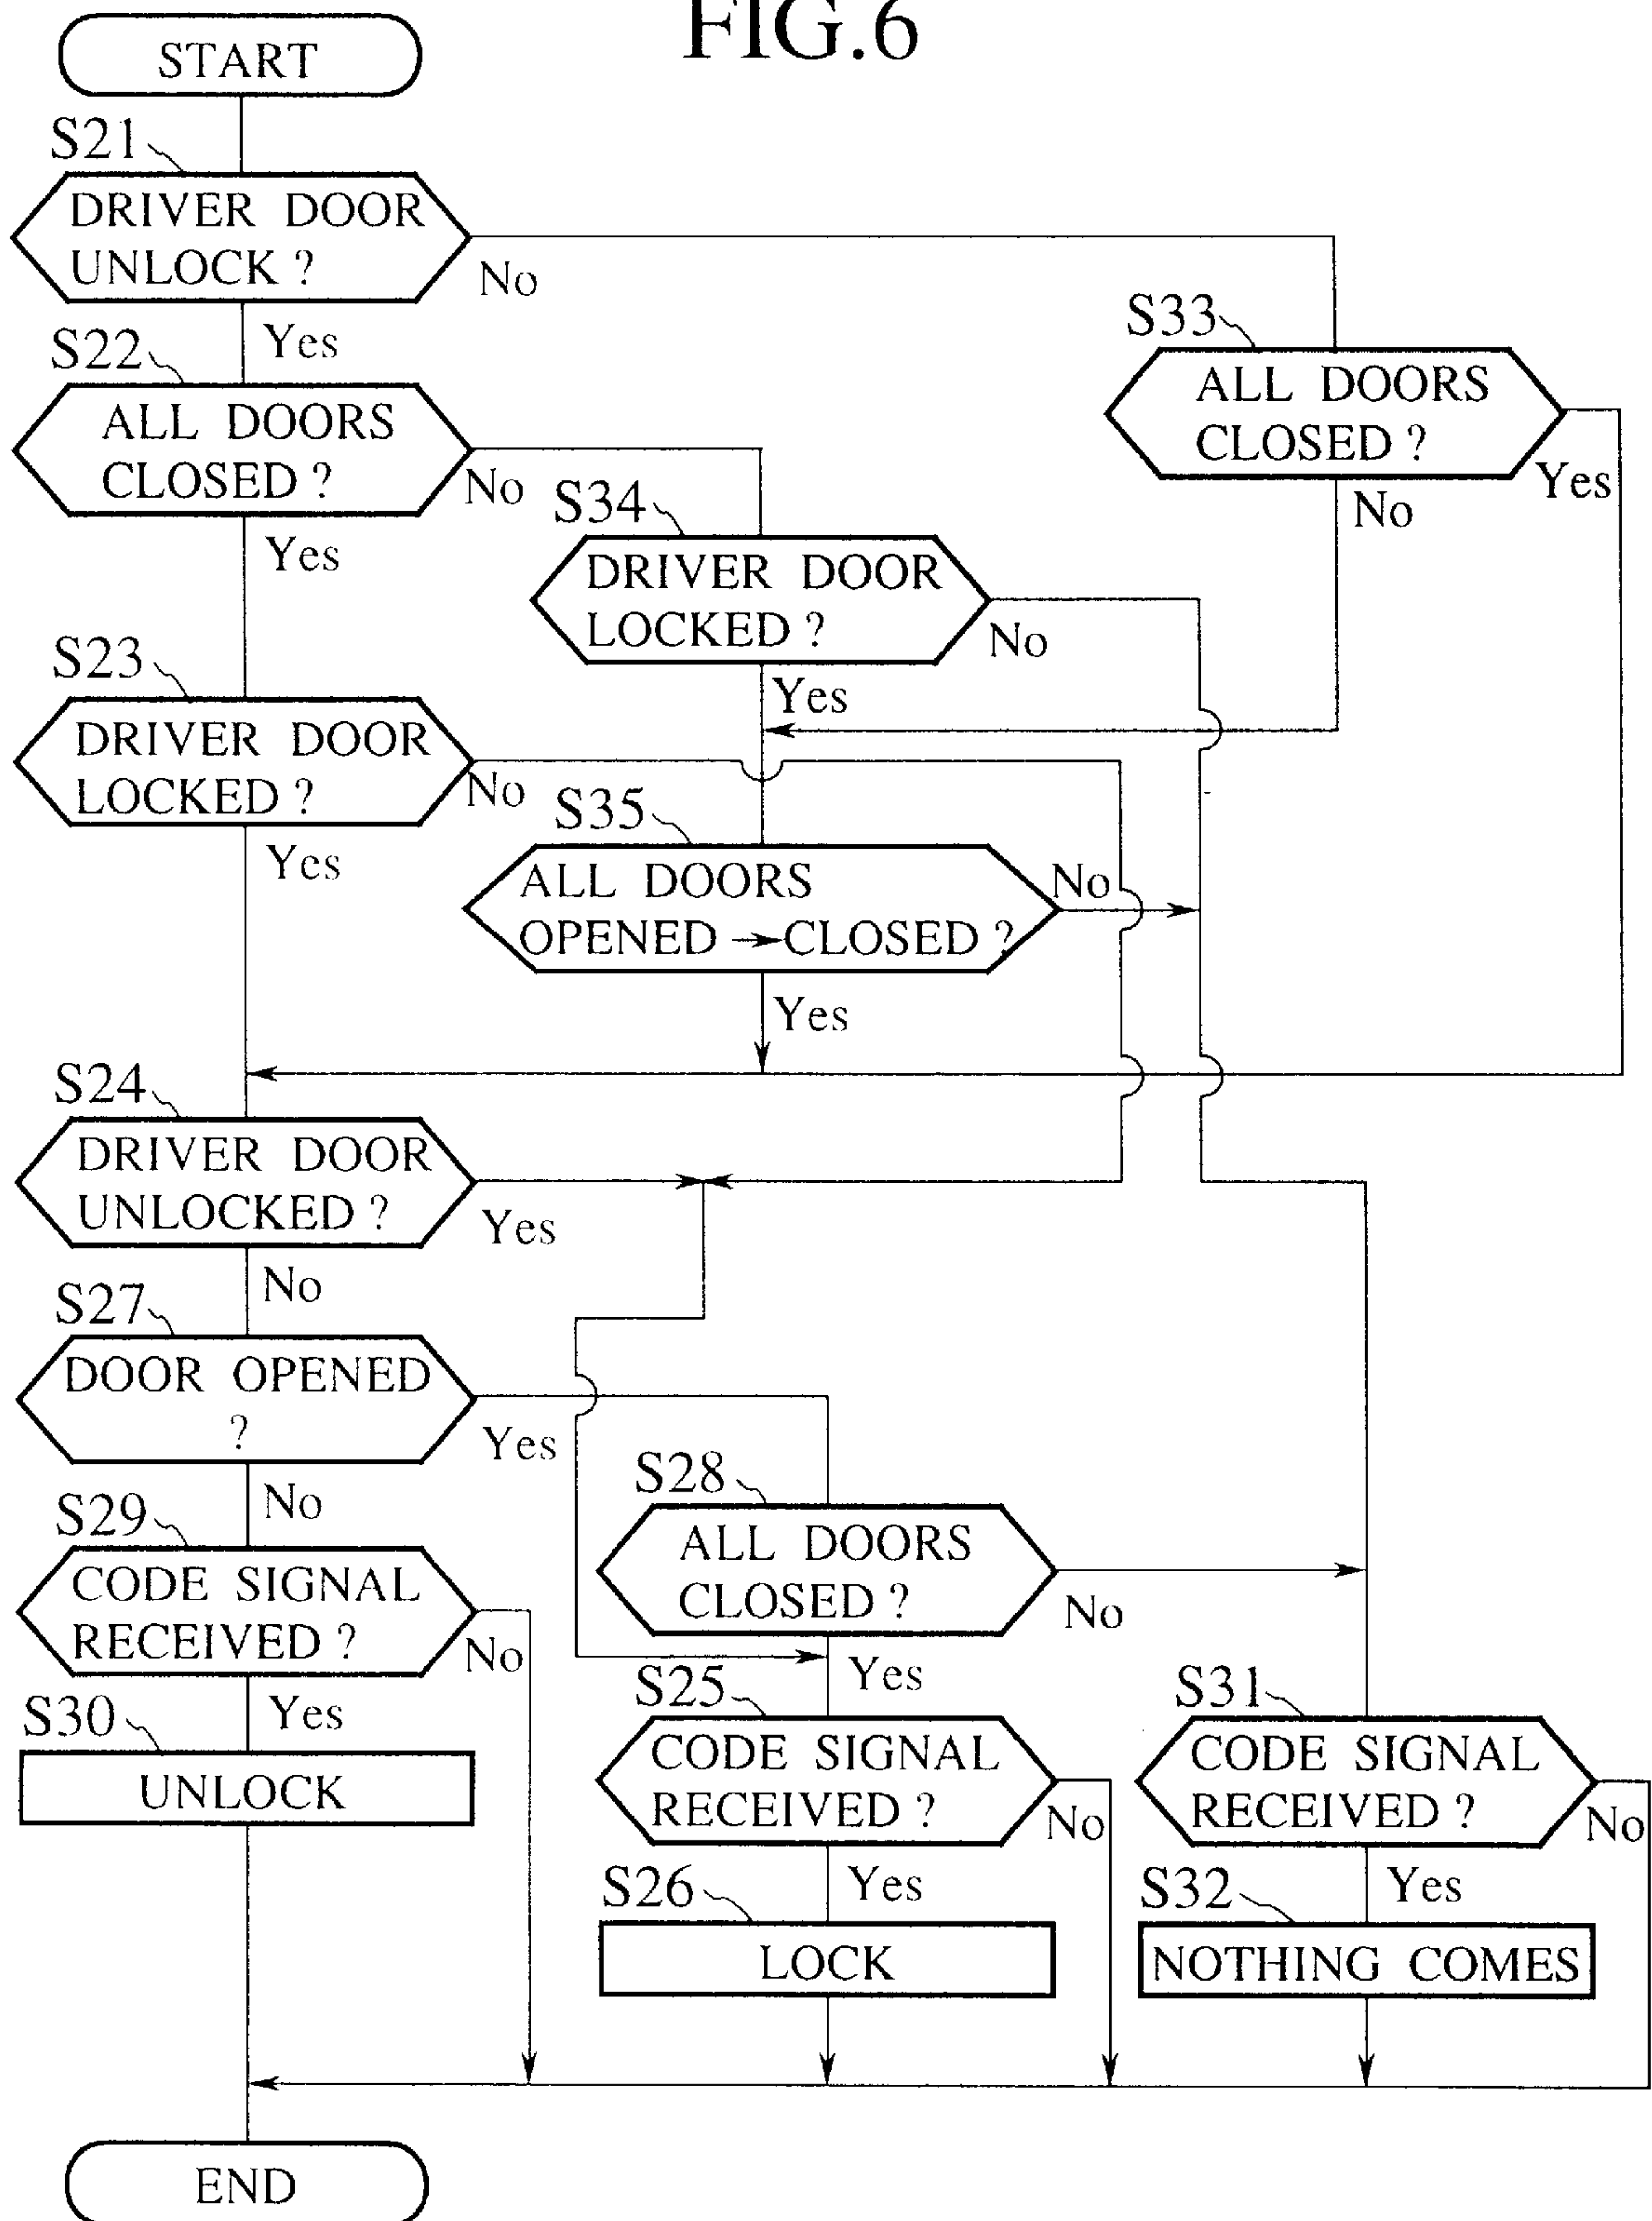 FIG.6
START
S21
DRIVER DOOR
UNLOCK ?
No
Yes
S33
ALL DOORS
CLOSED ?
Yes
No
S22
ALL DOORS
CLOSED ?
No
Yes
S34
DRIVER DOOR
LOCKED ?
No
Yes
S23
DRIVER DOOR
LOCKED ?
No
Yes
S35
ALL DOORS
OPENED → CLOSED ?
No
Yes
S24
DRIVER DOOR
UNLOCKED ?
Yes
No
S27
DOOR OPENED
?
Yes
No
S28
ALL DOORS
CLOSED ?
No
Yes
S29
CODE SIGNAL
RECEIVED ?
No
Yes
S30
UNLOCK
S25
CODE SIGNAL
RECEIVED ?
No
Yes
S26
LOCK
S31
CODE SIGNAL
RECEIVED ?
No
Yes
S32
NOTHING COMES
END